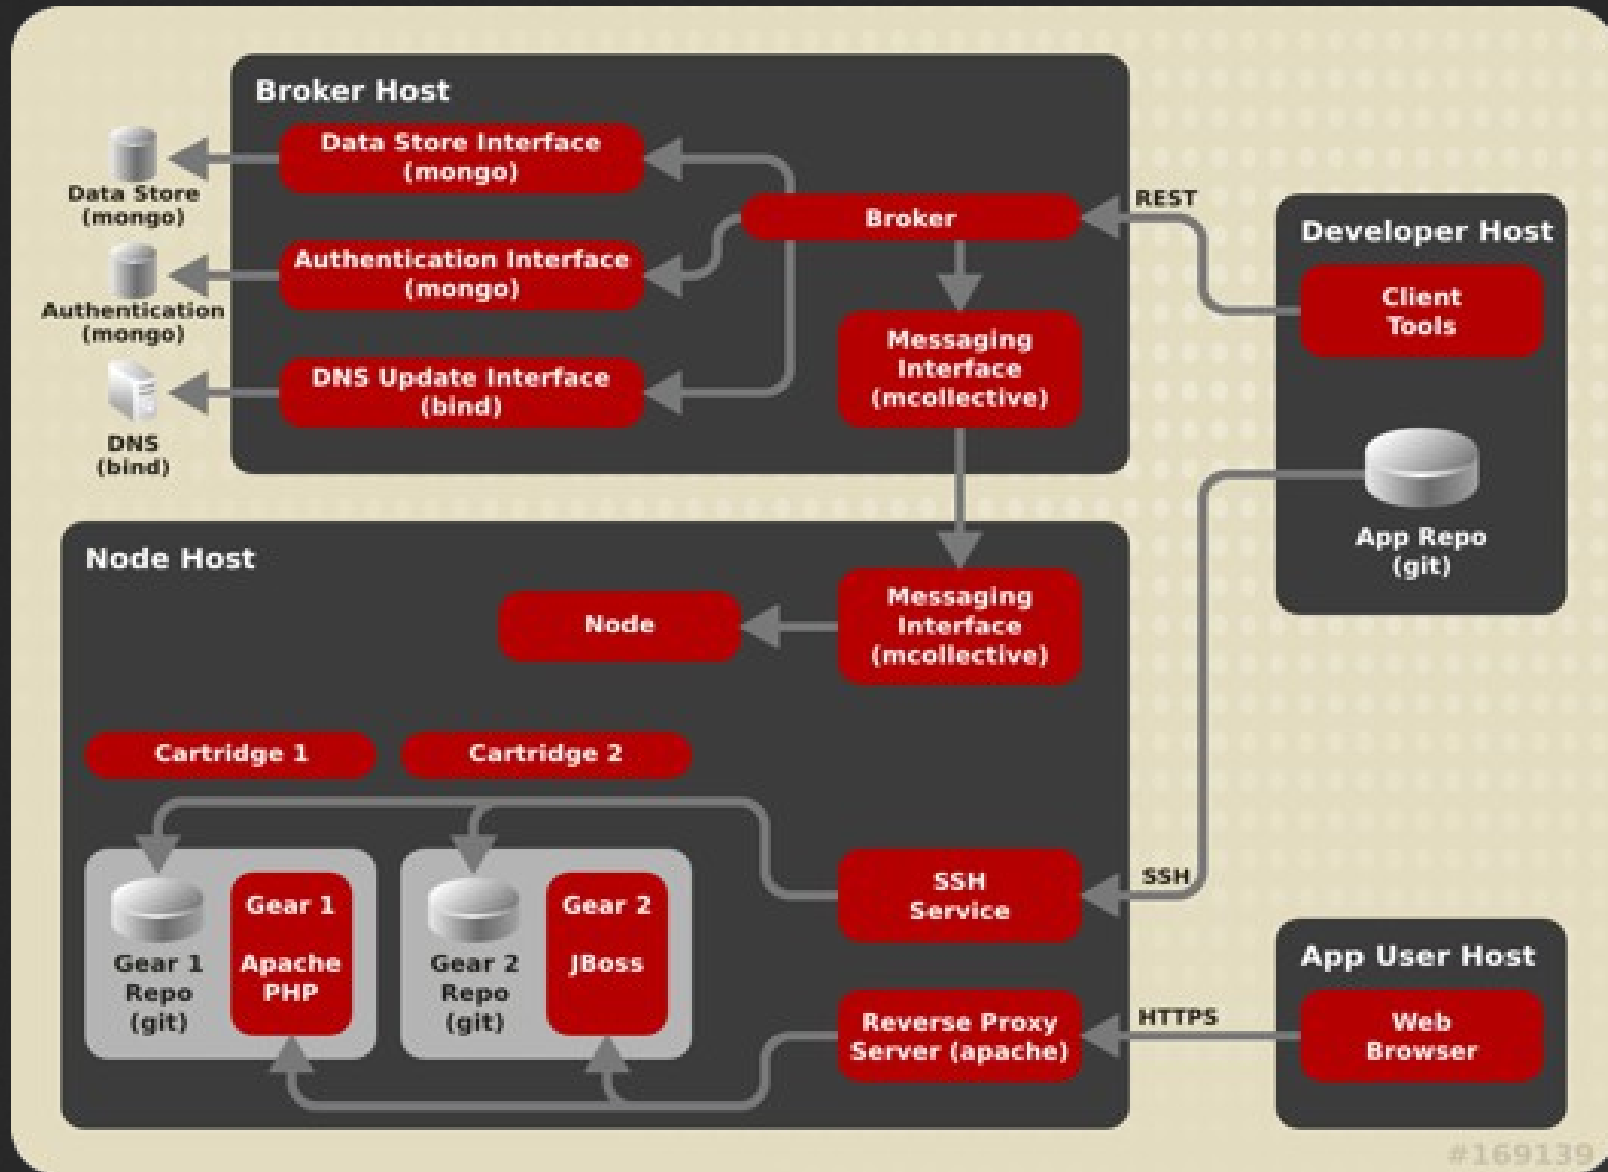 Broker Host
Data Store Interface
(mongo)
Data Store
(mongo)
Broker
REST
Developer Host
Authentication Interface
(mongo)
Authentication
(mongo)
Client
Tools
Messaging
Interface
(mcollective)
DNS Update Interface
(bind)
DNS
(bind)
App Repo
(git)
Node Host
Node
Messaging
Interface
(mcollective)
Cartridge 1
Cartridge 2
SSH
Service
SSH
Gear 1
Repo
(git)
Gear 1
Apache
PHP
Gear 2
Repo
(git)
Gear 2
JBoss
App User Host
Reverse Proxy
Server (apache)
HTTPS
Web
Browser
#169139